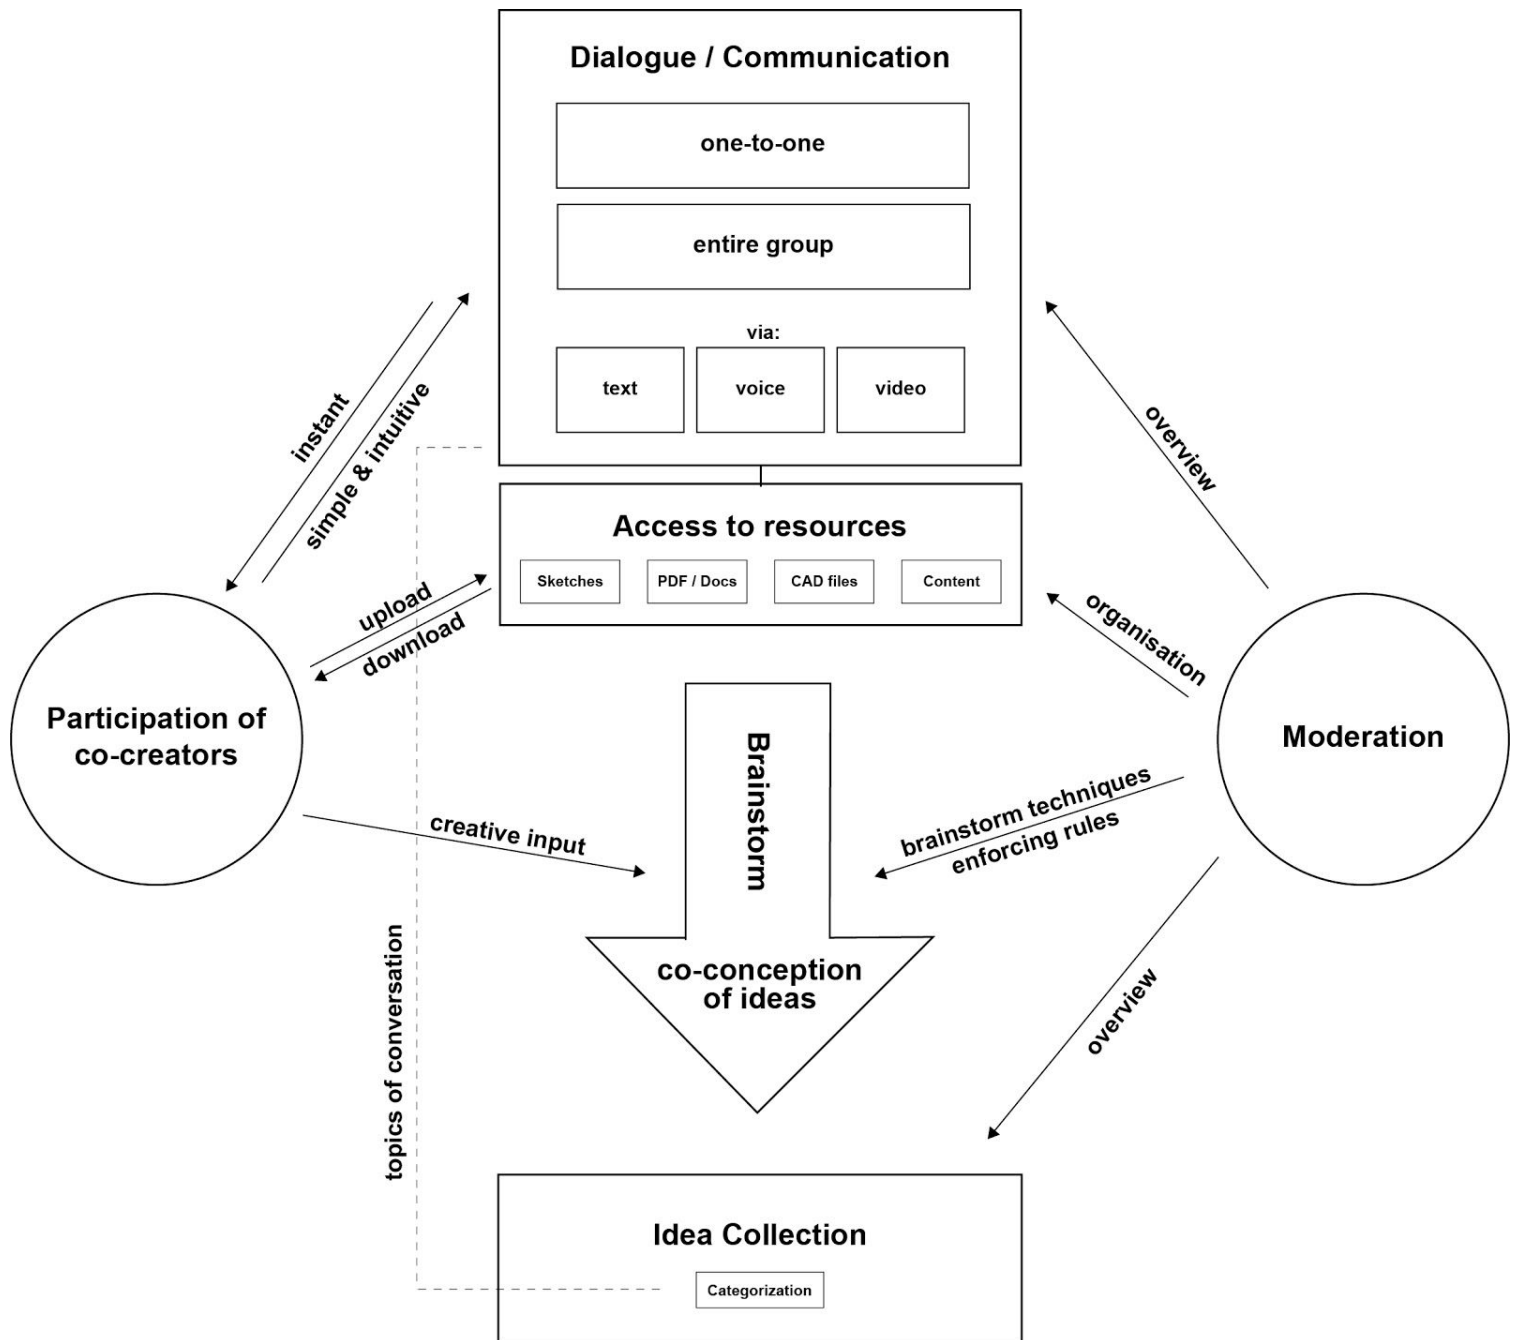 Dialogue / Communication
one-to-one
entire group
via:
text
voice
video
instant
simple & intuitive
overview
Access to resources
Sketches
PDF / Docs
CAD files
Content
upload
download
organisation
Participation of
co-creators
Moderation
Brainstorm
creative input
brainstorm techniques
enforcing rules
co-conception
of ideas
topics of conversation
overview
Idea Collection
Categorization